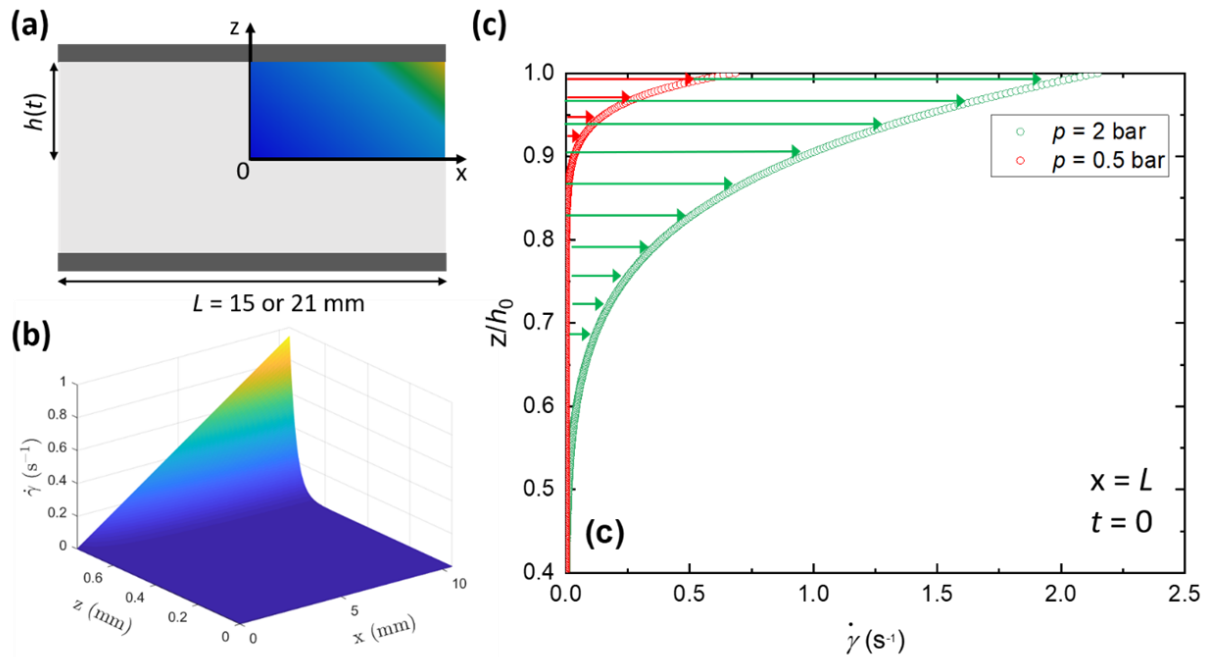 (a)
z
h(t)
0
x
L = 15 or 21 mm
(b)
1
0.8
0.6
0.4
0.2
0
γ̇ (s⁻¹)
0.6
0.4
0.2
0
z (mm)
0
5
10
x (mm)
(c)
1.0
0.9
0.8
0.7
0.6
0.5
0.4
z/h₀
p = 2 bar
p = 0.5 bar
x = L
t = 0
(c)
0.0 0.5 1.0 1.5 2.0 2.5
γ̇ (s⁻¹)